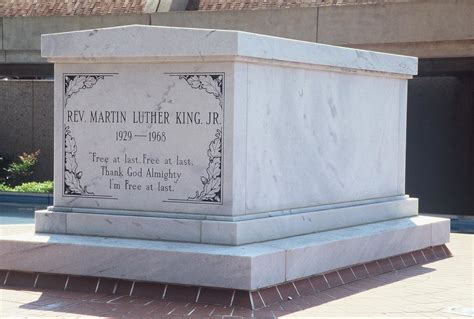 REV. MARTIN LUTHER KING, JR.
1929 — 1968
"Free at last. Free at last.
Thank God Almighty
I'm Free at last."